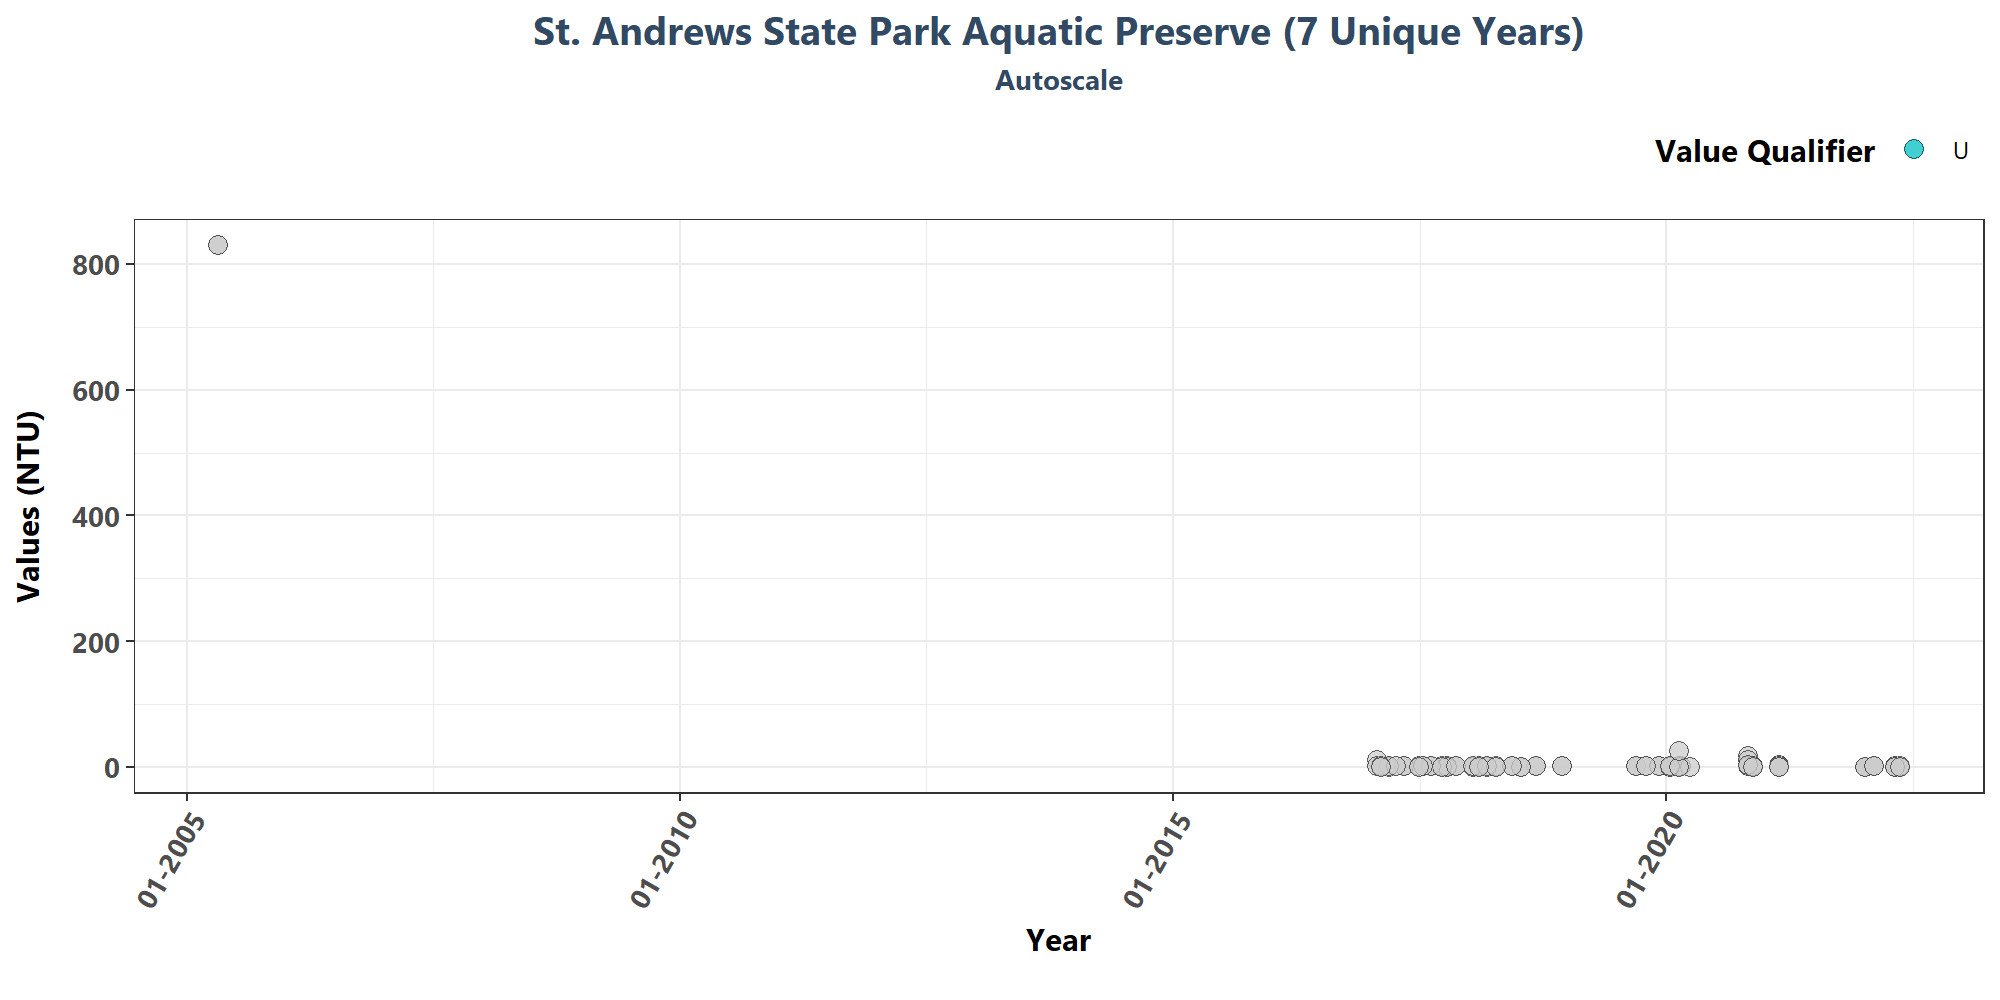 St. Andrews State Park Aquatic Preserve (7 Unique Years)
Autoscale
Value Qualifier U
Values (NTU)
800
600
400
200
0
01-2005 01-2010 01-2015 01-2020
Year